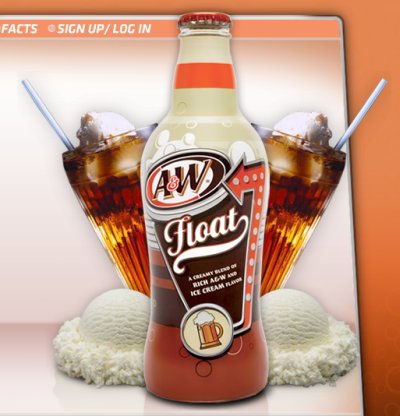 FACTS SIGN UP/ LOG IN
A&W
Float
A CREAMY BLEND OF
RICH A&W AND
ICE CREAM FLAVOR